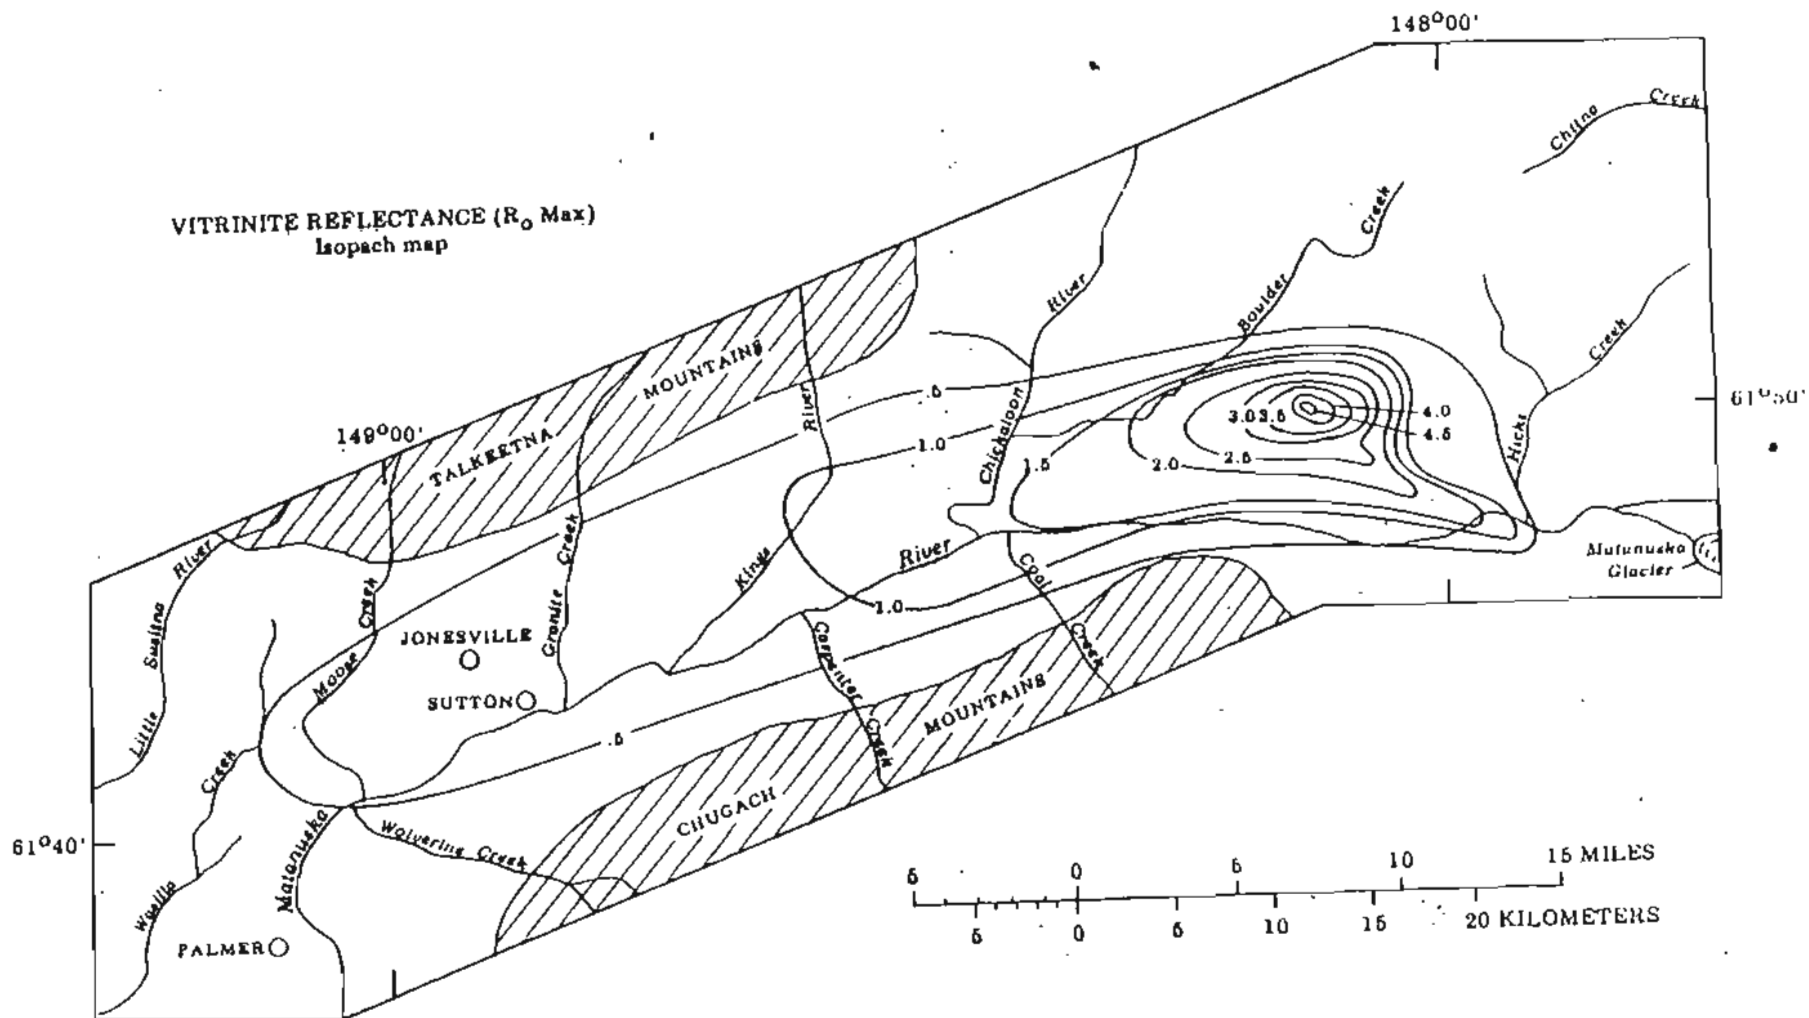 148°00'
Chitna Creek
VITRINITE REFLECTANCE (Ro Max)
Isopach map
Boulder Creek
Chickaloon River
Hicks Creek
61°50'
149°00'
TALKEETNA MOUNTAINS
.5
1.0
1.5
2.0
2.5
3.0
3.5
4.0
4.5
Kings River
River
Little Susitna River
Moose Creek
Granite Creek
JONESVILLE
SUTTON
1.0
.5
Coal Creek
Carpenter Creek
CHUGACH MOUNTAINS
Matanuska
Glacier
Wasilla Creek
Matanuska
Wolverine Creek
61°40'
PALMER
5 0 5 10 15 MILES
5 0 5 10 15 20 KILOMETERS